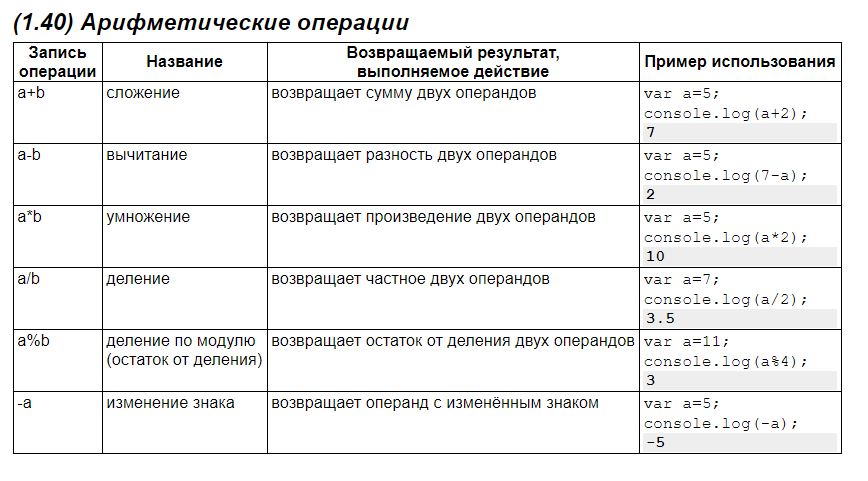 (1.40) Арифметические операции
Запись
операции
Название
Возвращаемый результат,
выполняемое действие
Пример использования
a+b
сложение
возвращает сумму двух операндов
var a=5;
console.log(a+2);
7
a-b
вычитание
возвращает разность двух операндов
var a=5;
console.log(7-a);
2
a*b
умножение
возвращает произведение двух операндов
var a=5;
console.log(a*2);
10
a/b
деление
возвращает частное двух операндов
var a=7;
console.log(a/2);
3.5
a%b
деление по модулю
(остаток от деления)
возвращает остаток от деления двух операндов
var a=11;
console.log(a%4);
3
-a
изменение знака
возвращает операнд с изменённым знаком
var a=5;
console.log(-a);
-5